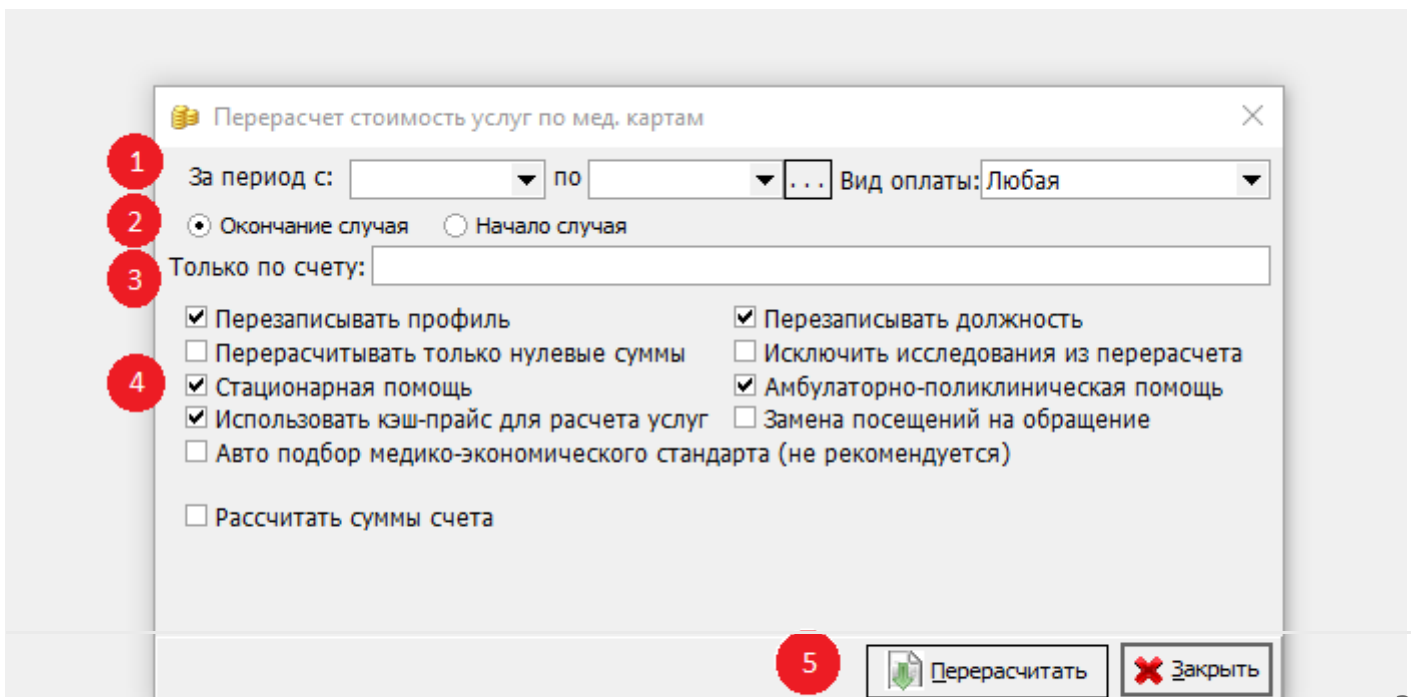 Перерасчет стоимость услуг по мед. картам
1 За период с: по ... Вид оплаты: Любая
2 Окончание случая Начало случая
3 Только по счету:
Перезаписывать профиль Перезаписывать должность
Перерасчитывать только нулевые суммы Исключить исследования из перерасчета
4 Стационарная помощь Амбулаторно-поликлиническая помощь
Использовать кэш-прайс для расчета услуг Замена посещений на обращение
Авто подбор медико-экономического стандарта (не рекомендуется)
Рассчитать суммы счета
5 Перерасчитать Закрыть